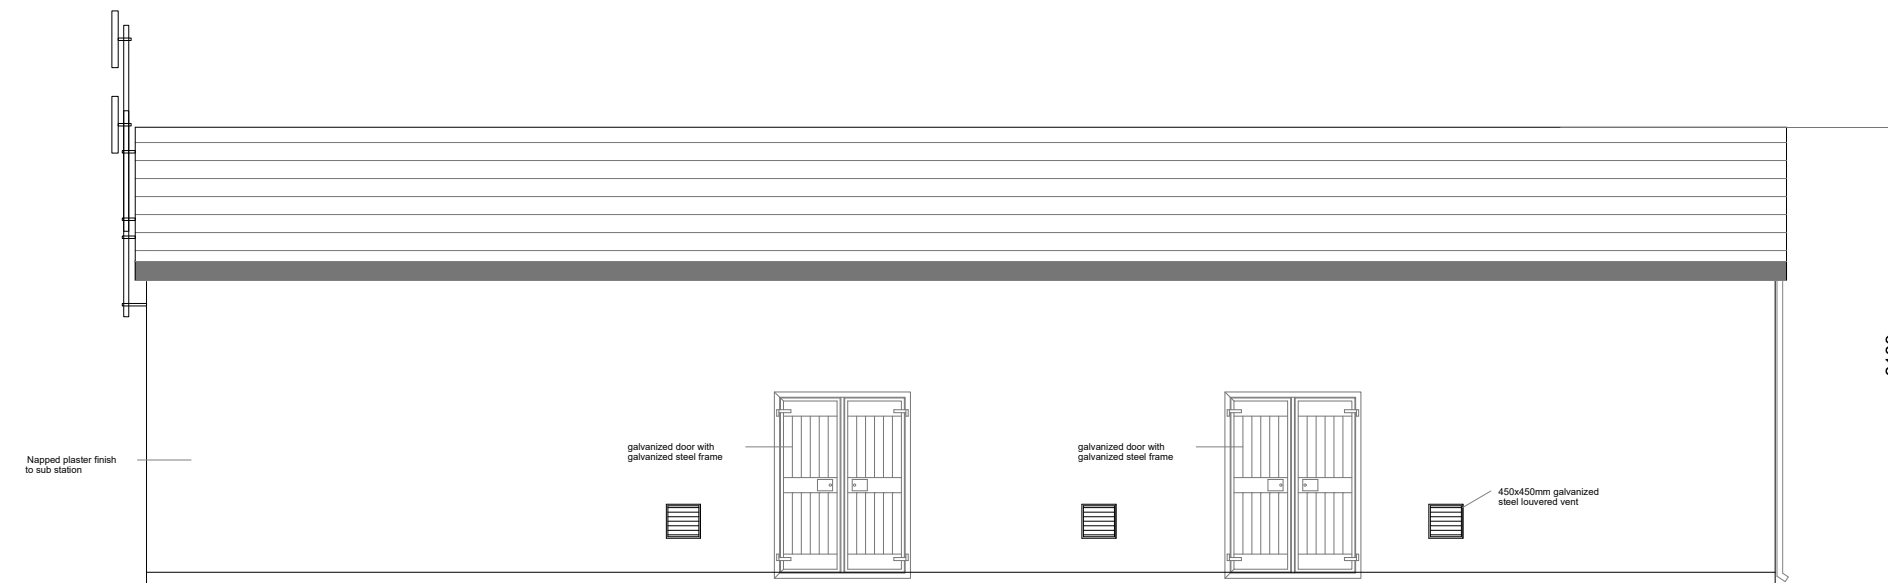 galvanized door with
galvanized steel frame
galvanized door with
galvanized steel frame
Napped plaster finish
to sub station
450x450mm galvanized
steel louvered vent